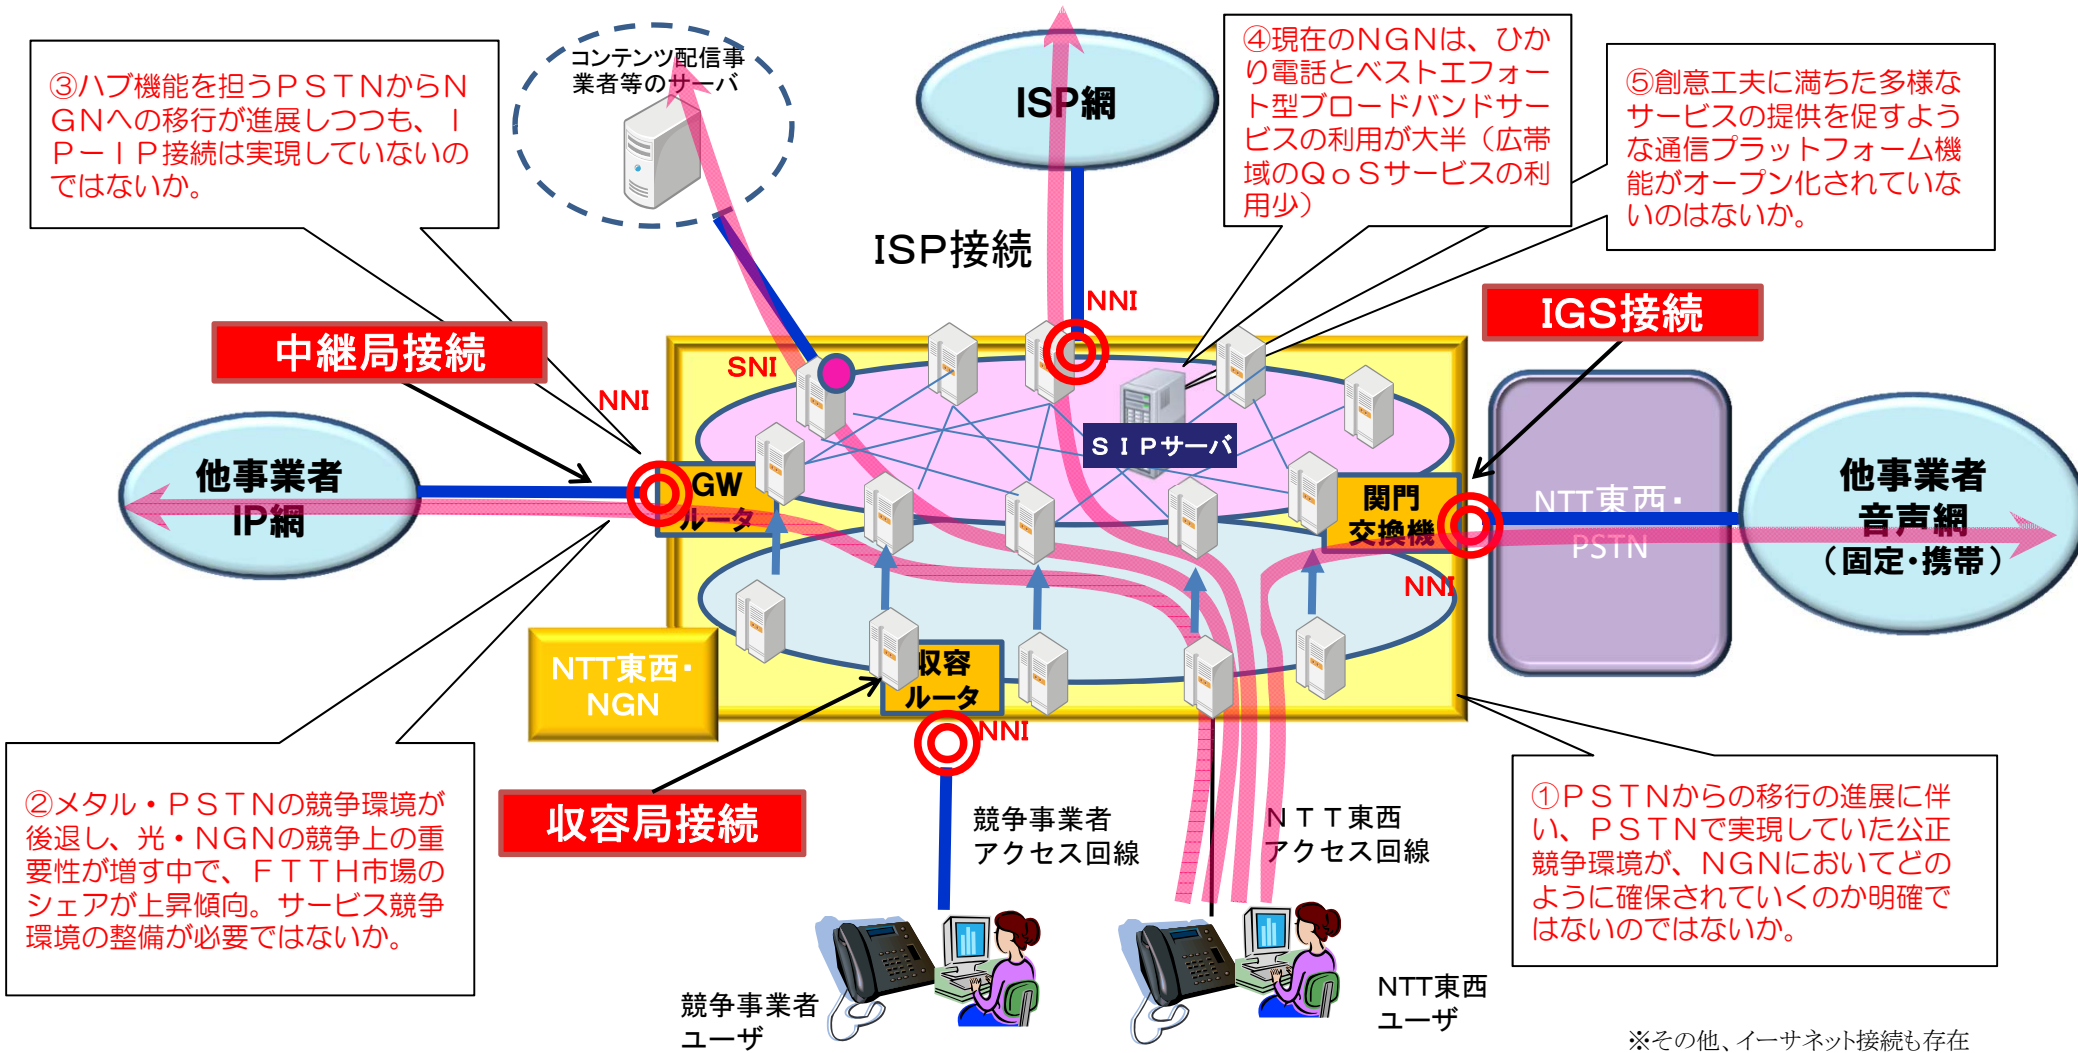 ③ハブ機能を担うPSTNからN
GNへの移行が進展しつつも、I
P-IP接続は実現していないの
ではないか。
コンテンツ配信事
業者等のサーバ
ISP網
④現在のNGNは、ひか
り電話とベストエフォー
ト型ブロードバンドサー
ビスの利用が大半（広帯
域のQoSサービスの利
用少）
⑤創意工夫に満ちた多様な
サービスの提供を促すよう
な通信プラットフォーム機
能がオープン化されていな
いのはないか。
ISP接続
NNI
IGS接続
中継局接続
SNI
NNI
SIPサーバ
他事業者
IP網
GW
ルータ
関門
交換機
NTT東西・
PSTN
他事業者
音声網
（固定・携帯）
NNI
NTT東西・
NGN
収容
ルータ
NNI
②メタル・PSTNの競争環境が
後退し、光・NGNの競争上の重
要性が増す中で、FTTH市場の
シェアが上昇傾向。サービス競争
環境の整備が必要ではないか。
収容局接続
競争事業者
アクセス回線
NTT東西
アクセス回線
①PSTNからの移行の進展に伴
い、PSTNで実現していた公正
競争環境が、NGNにおいてどの
ように確保されていくのか明確で
はないのではないか。
競争事業者
ユーザ
NTT東西
ユーザ
※その他、イーサネット接続も存在